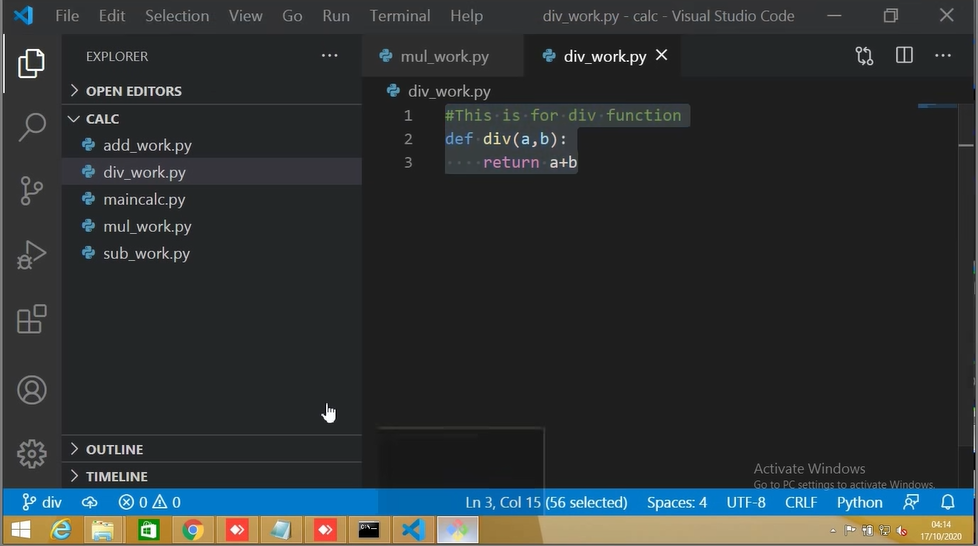 File Edit Selection View Go Run Terminal Help div_work.py - calc - Visual Studio Code
EXPLORER
mul_work.py
div_work.py
OPEN EDITORS
div_work.py
CALC
add_work.py
div_work.py
maincalc.py
mul_work.py
sub_work.py
1 #This is for div function
2 def div(a,b):
3 return a+b
OUTLINE
TIMELINE
Activate Windows
Go to PC settings to activate Windows.
div 0 0 Ln 3, Col 15 (56 selected) Spaces: 4 UTF-8 CRLF Python
04:14
17/10/2020